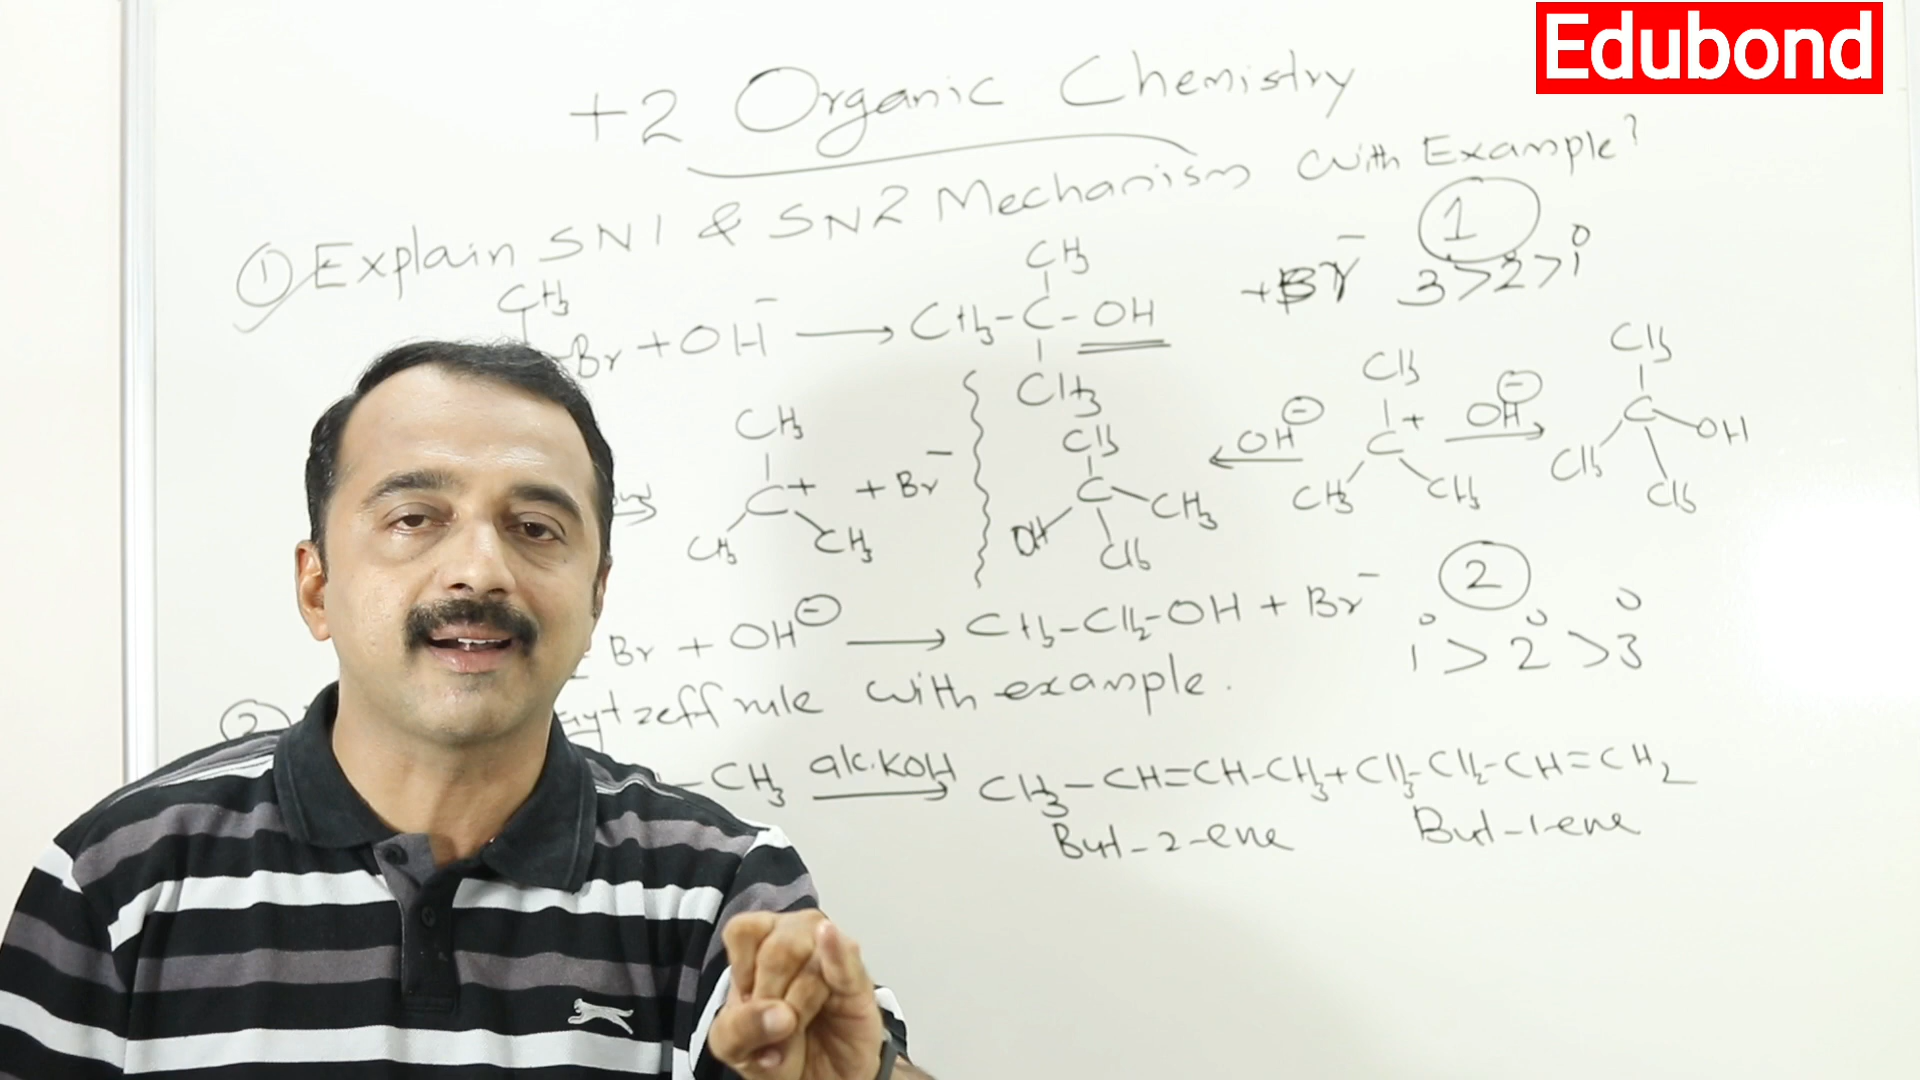 Edubond
+2 Organic Chemistry
① Explain SN1 & SN2 Mechanism with Example?
CH3 CH3 1
Br + OH⁻ → CH3-C-OH + Br⁻ 3>2>1°
CH3
CH3 CH3 CH3 CH3
C+ + Br⁻ C OH⊖ ← C+ OH⊖ → C OH
CH3 CH3 OH CH3 CH3 CH3 CH3 CH3 CH3
2
Br + OH⊖ → CH3-CH2-OH + Br⁻ 1°>2°>3°
② aytzeff rule with example.
-CH3 alc.KOH → CH3-CH=CH-CH3+CH3-CH2-CH=CH2
But-2-ene But-1-ene